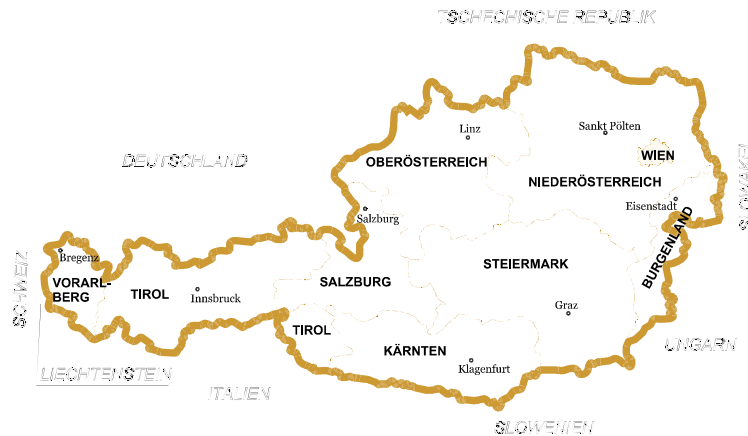 TSCHECHISCHE REPUBLIK
Linz
Sankt Pölten
DEUTSCHLAND
OBERÖSTERREICH
WIEN
SLOWAKEI
NIEDERÖSTERREICH
Eisenstadt
Salzburg
BURGENLAND
Bregenz
SCHWEIZ
VORARL-
BERG
TIROL
Innsbruck
SALZBURG
STEIERMARK
Graz
TIROL
KÄRNTEN
UNGARN
Klagenfurt
LIECHTENSTEIN
ITALIEN
SLOWENIEN